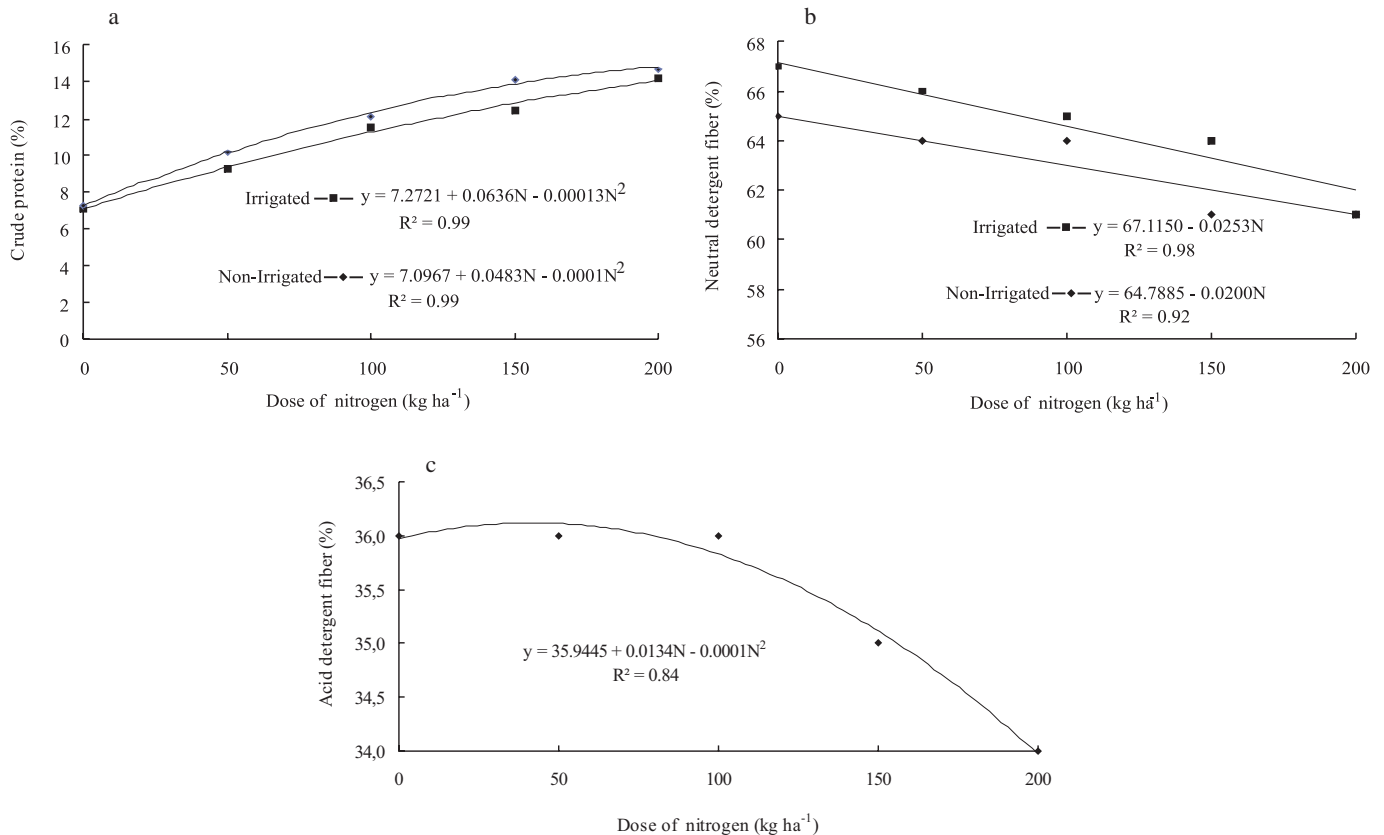 a
16
14
12
10
8
6
4
2
0
Crude protein (%)
Irrigated y = 7.2721 + 0.0636N - 0.00013N²
R² = 0.99
Non-Irrigated y = 7.0967 + 0.0483N - 0.0001N²
R² = 0.99
0 50 100 150 200
Dose of nitrogen (kg ha⁻¹)
b
68
66
64
62
60
58
56
Neutral detergent fiber (%)
Irrigated y = 67.1150 - 0.0253N
R² = 0.98
Non-Irrigated y = 64.7885 - 0.0200N
R² = 0.92
0 50 100 150 200
Dose of nitrogen (kg ha⁻¹)
c
36,5
36,0
35,5
35,0
34,5
34,0
Acid detergent fiber (%)
y = 35.9445 + 0.0134N - 0.0001N²
R² = 0.84
0 50 100 150 200
Dose of nitrogen (kg ha⁻¹)